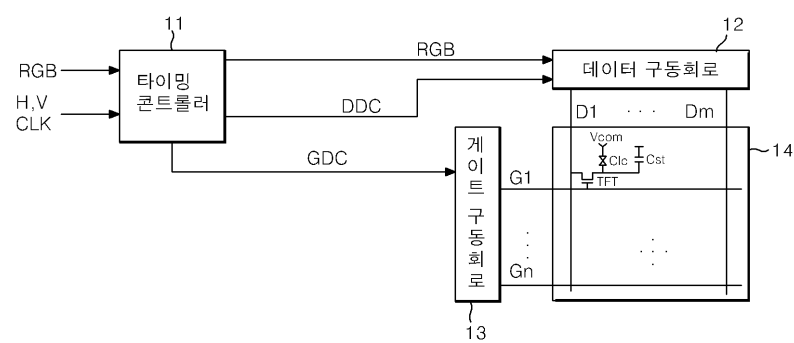 11
12
RGB
RGB
타이밍
콘트롤러
데이터 구동회로
H,V
CLK
DDC
D1 · · · Dm
GDC
게이트 구동회로
Vcom
Clc
Cst
14
G1
TFT
Gn
13